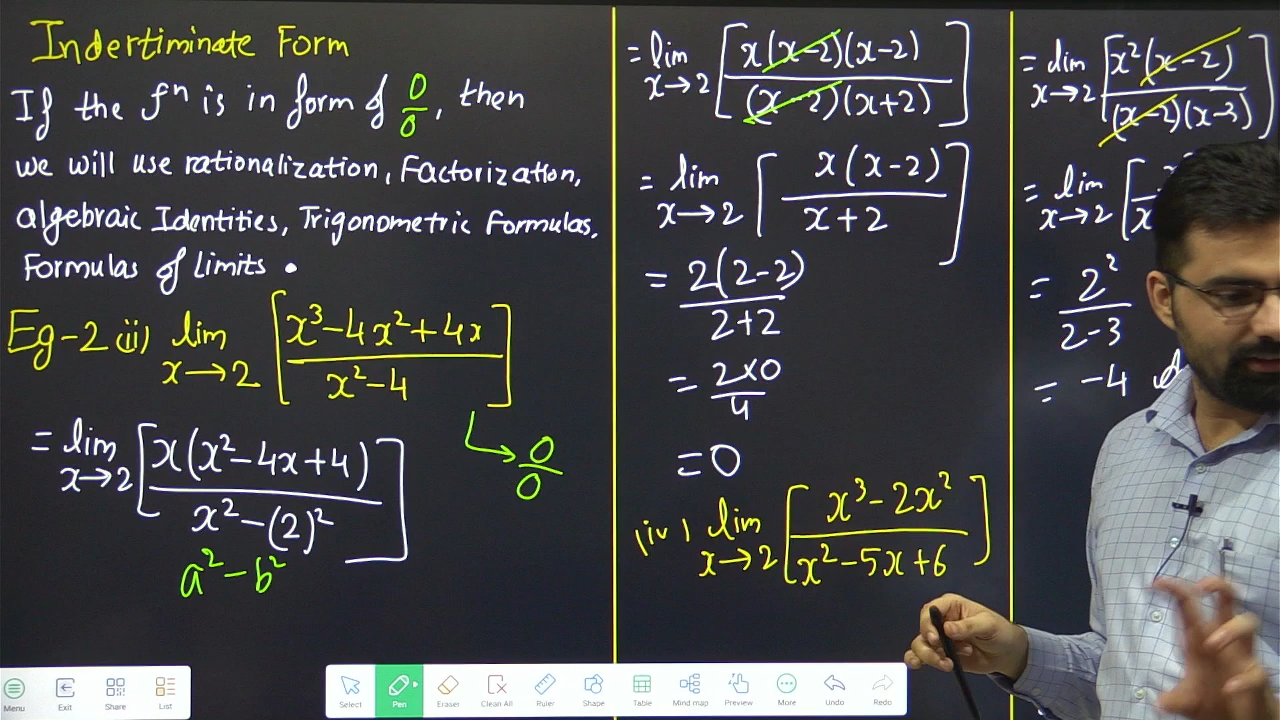 Indertiminate Form
If the fⁿ is in form of 0/0, then
we will use rationalization, Factorization,
algebraic Identities, Trigonometric Formulas,
Formulas of limits .
Eg-2 (ii) lim x→2 [x³-4x²+4x / x²-4]
→ 0/0
= lim x→2 [x(x²-4x+4) / x²-(2)²]
a²-b²
= lim x→2 [x(x-2)(x-2) / (x-2)(x+2)]
= lim x→2 [x(x-2) / x+2]
= 2(2-2) / 2+2
= 2×0 / 4
= 0
(iv) lim x→2 [x³-2x² / x²-5x+6]
= lim x→2 [x²(x-2) / (x-2)(x-3)]
= lim x→2 [
= 2² / 2-3
= -4
Menu
Exit
Share
List
Select
Pen
Eraser
Clean All
Ruler
Shape
Table
Mind map
Preview
More
Undo
Redo